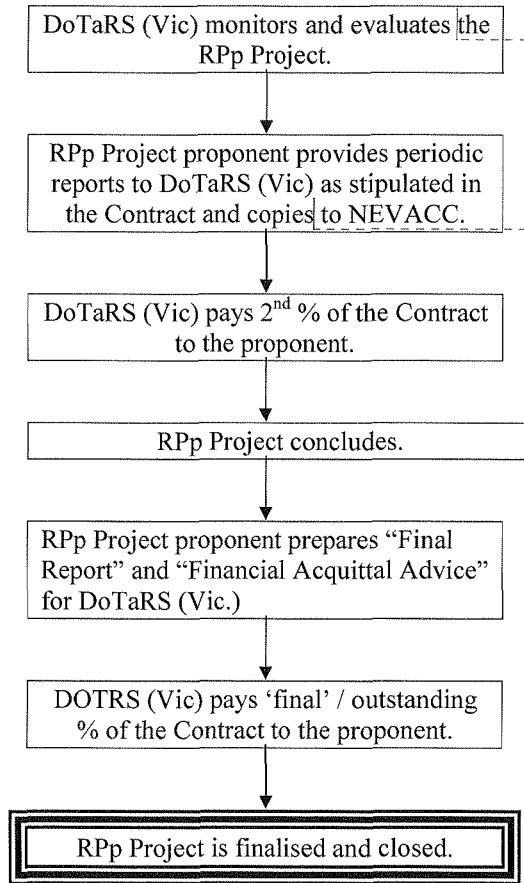 DoTaRS (Vic) monitors and evaluates the
RPp Project.
RPp Project proponent provides periodic
reports to DoTaRS (Vic) as stipulated in
the Contract and copies to NEVACC.
DoTaRS (Vic) pays 2nd % of the Contract
to the proponent.
RPp Project concludes.
RPp Project proponent prepares “Final
Report” and “Financial Acquittal Advice”
for DoTaRS (Vic.)
DOTRS (Vic) pays ‘final’ / outstanding
% of the Contract to the proponent.
RPp Project is finalised and closed.